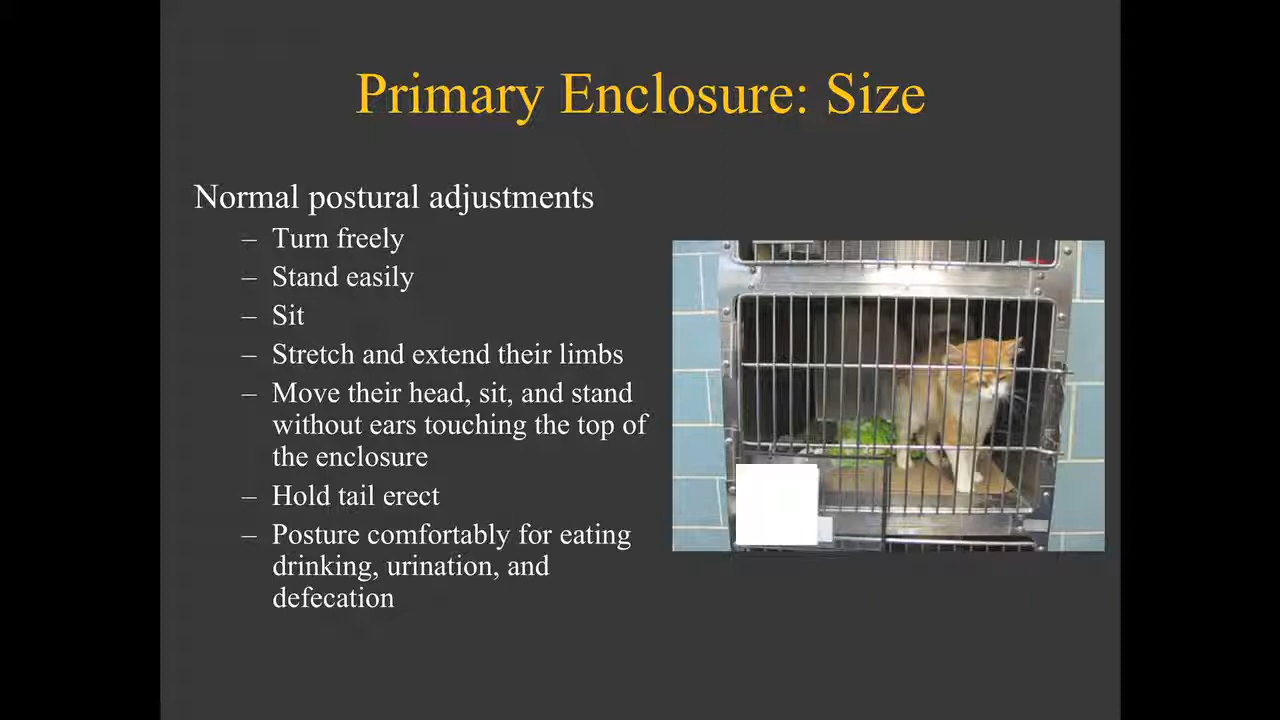 Primary Enclosure: Size
Normal postural adjustments
– Turn freely
– Stand easily
– Sit
– Stretch and extend their limbs
– Move their head, sit, and stand
without ears touching the top of
the enclosure
– Hold tail erect
– Posture comfortably for eating
drinking, urination, and
defecation